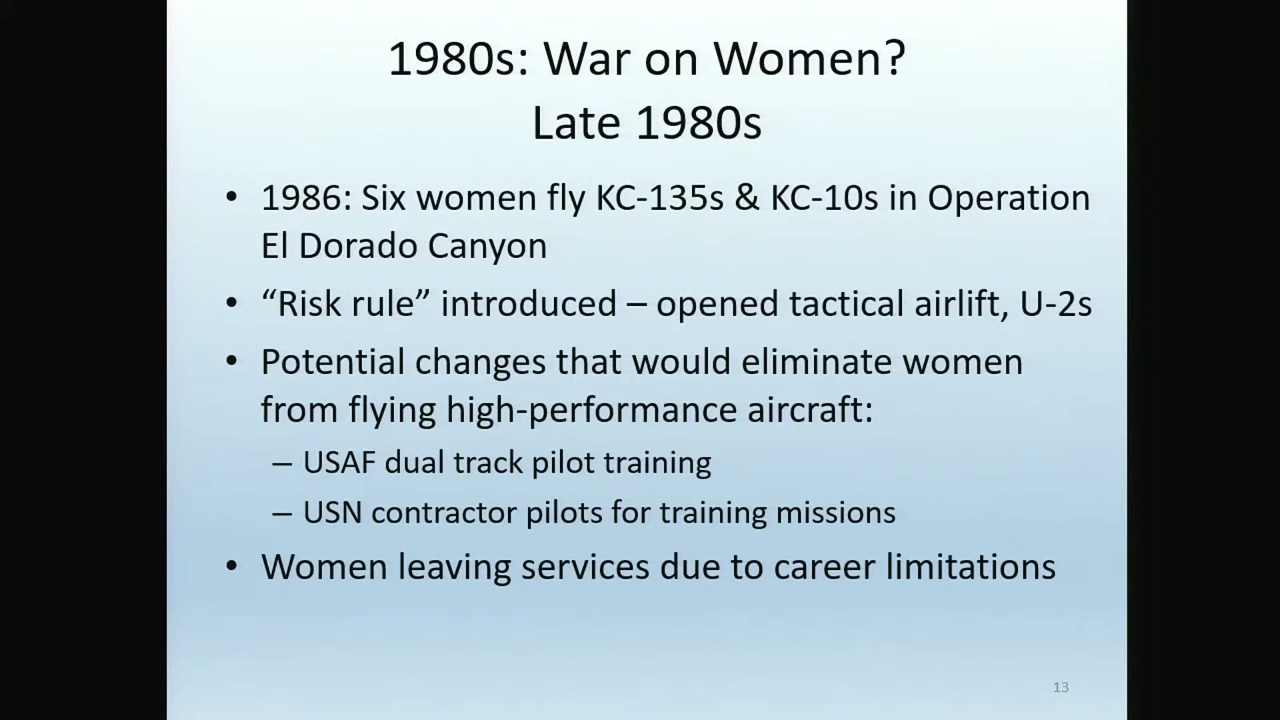 1980s: War on Women?
Late 1980s
• 1986: Six women fly KC-135s & KC-10s in Operation
El Dorado Canyon
• “Risk rule” introduced – opened tactical airlift, U-2s
• Potential changes that would eliminate women
from flying high-performance aircraft:
– USAF dual track pilot training
– USN contractor pilots for training missions
• Women leaving services due to career limitations
13